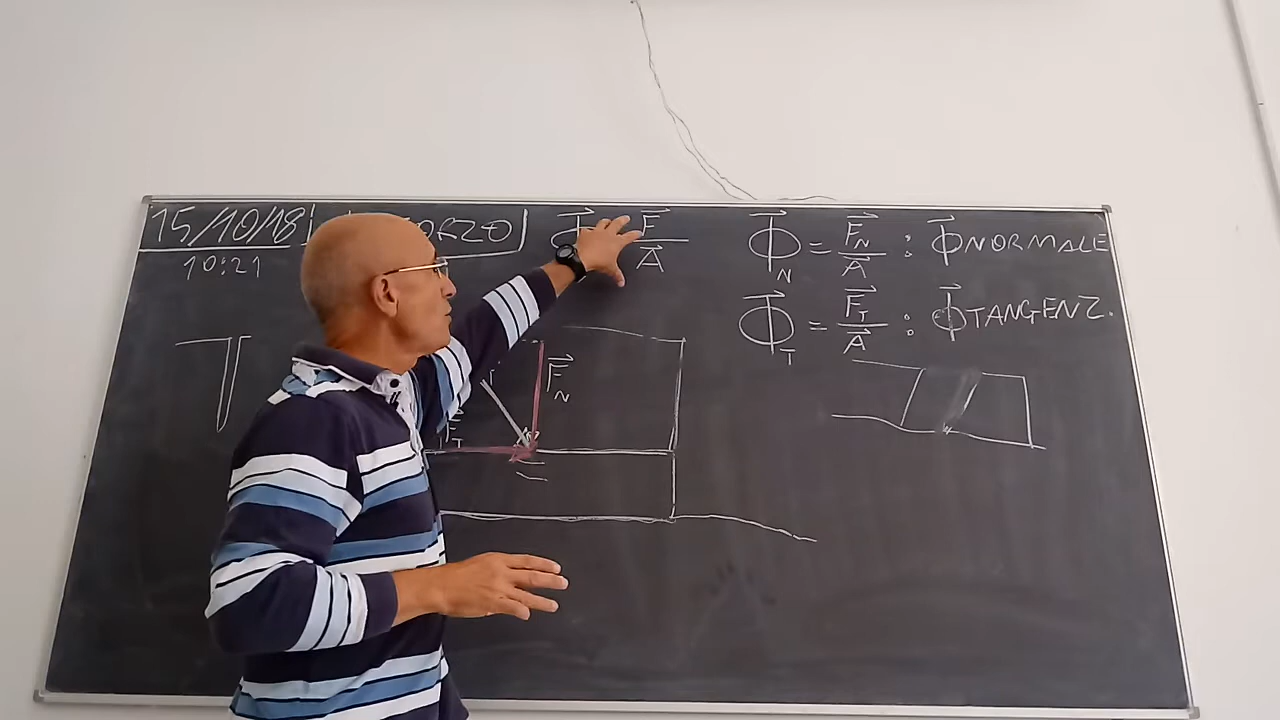 15/10/18
10:21
F
A
Φ_N = F_N / A : Φ NORMALE
Φ_T = F_T / A : Φ TANGENZ.
F_N
F_T